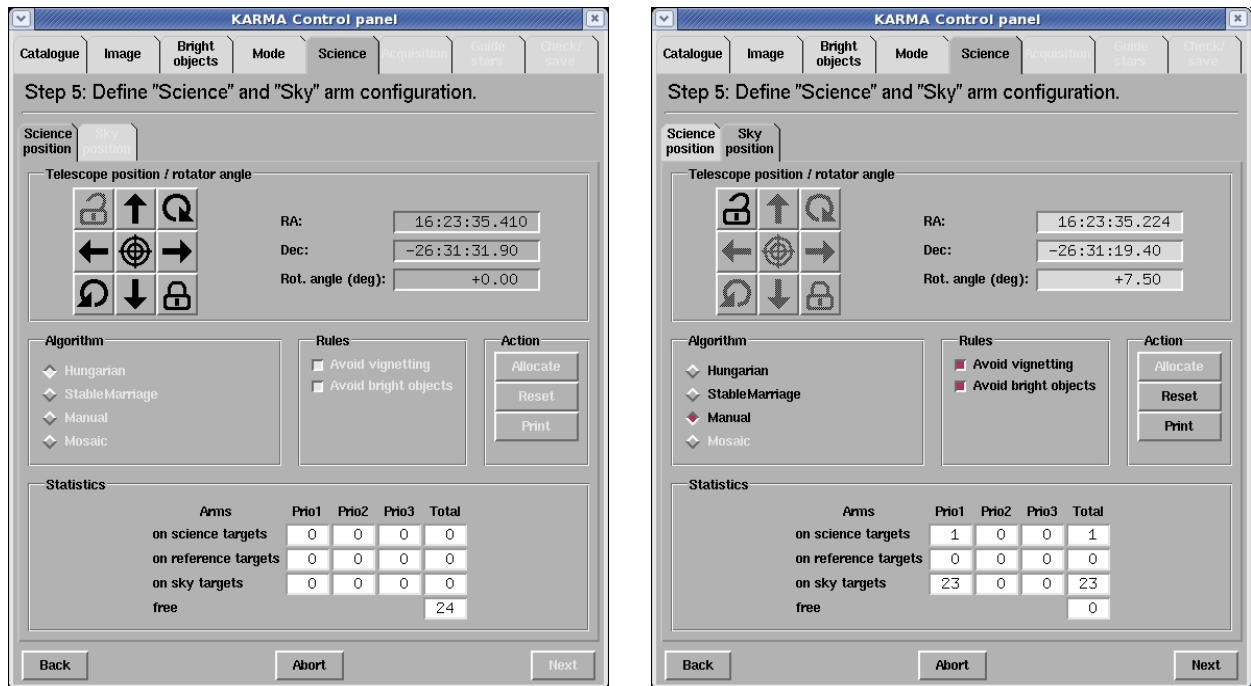 KARMA Control panel
Catalogue Image Bright objects Mode Science Acquisition Guide stars Check/ save
Step 5: Define "Science" and "Sky" arm configuration.
Science position Sky position
Telescope position / rotator angle
RA: 16:23:35.410
Dec: -26:31:31.90
Rot. angle (deg): +0.00
Algorithm Rules Action
Hungarian Avoid vignetting Allocate
StableMarriage Avoid bright objects Reset
Manual Print
Mosaic
Statistics
Arms Prio1 Prio2 Prio3 Total
on science targets 0 0 0 0
on reference targets 0 0 0 0
on sky targets 0 0 0 0
free 24
Back Abort Next
KARMA Control panel
Catalogue Image Bright objects Mode Science Acquisition Guide stars Check/ save
Step 5: Define "Science" and "Sky" arm configuration.
Science position Sky position
Telescope position / rotator angle
RA: 16:23:35.224
Dec: -26:31:19.40
Rot. angle (deg): +7.50
Algorithm Rules Action
Hungarian Avoid vignetting Allocate
StableMarriage Avoid bright objects Reset
Manual Print
Mosaic
Statistics
Arms Prio1 Prio2 Prio3 Total
on science targets 1 0 0 1
on reference targets 0 0 0 0
on sky targets 23 0 0 23
free 0
Back Abort Next